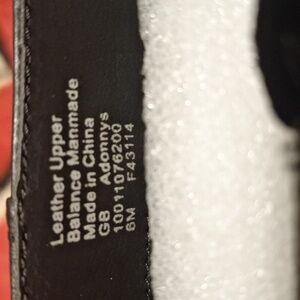 Leather Upper
Balance Manmade
Made in China
GB Adonnys
10011076200
6M F43114